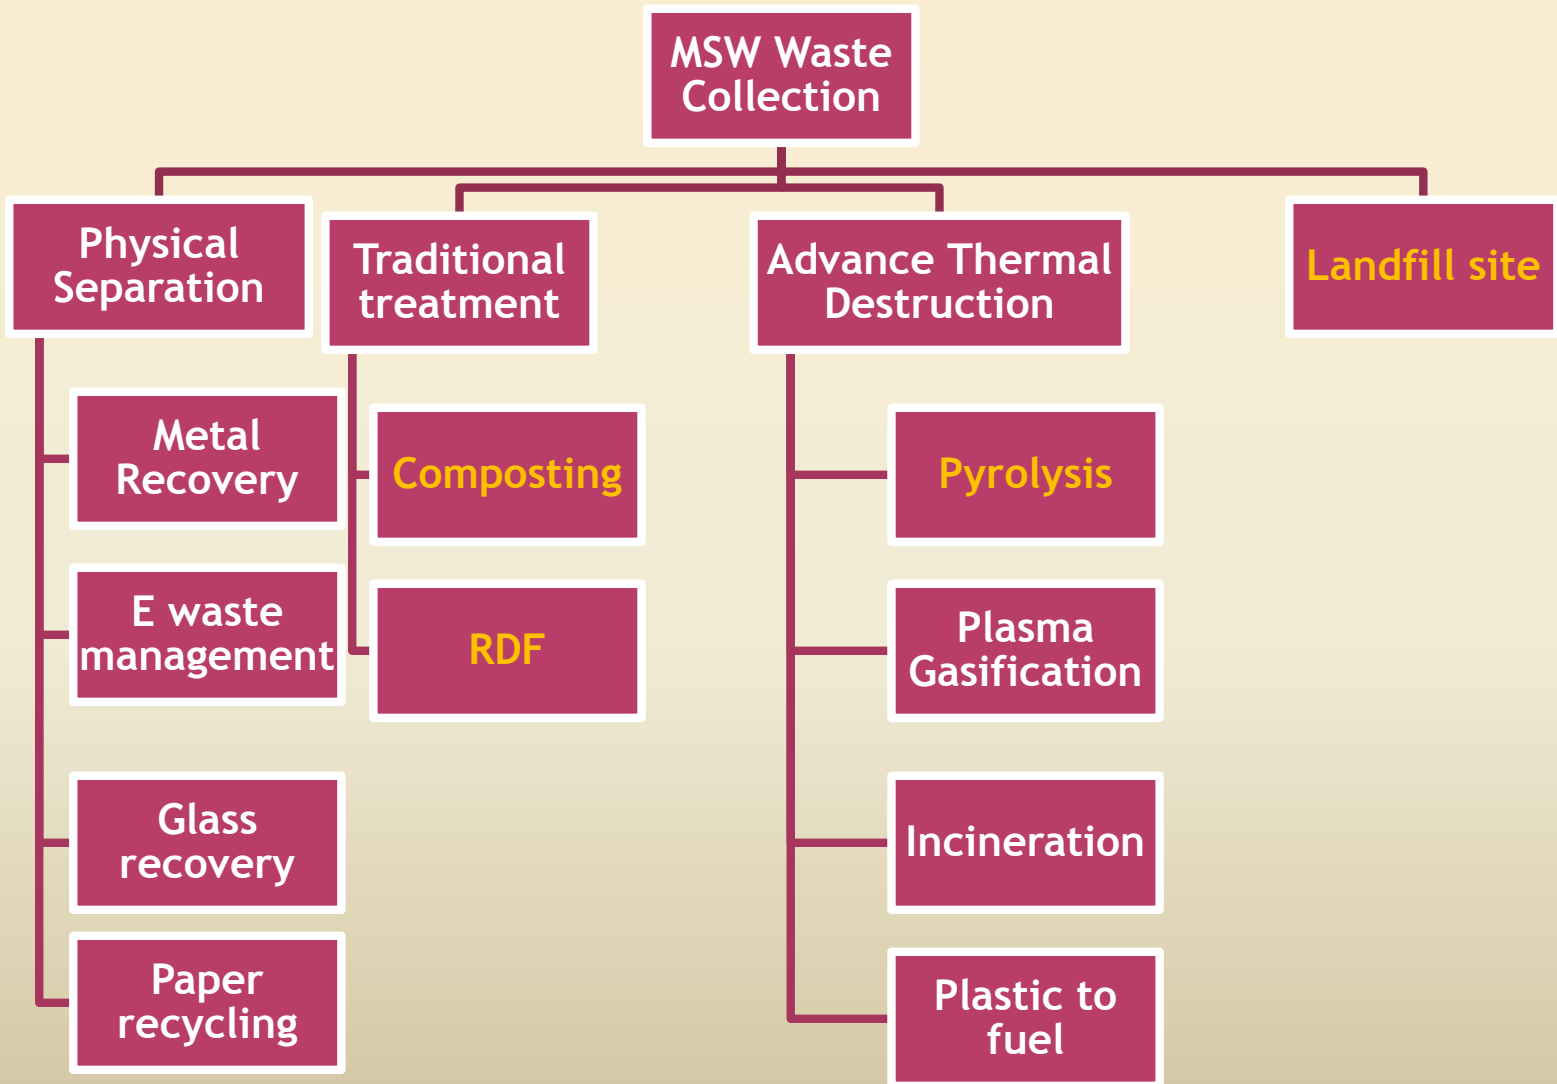 MSW Waste
Collection
Physical
Separation
Metal
Recovery
E waste
management
Glass
recovery
Paper
recycling
Traditional
treatment
Composting
RDF
Advance Thermal
Destruction
Pyrolysis
Plasma
Gasification
Incineration
Plastic to
fuel
Landfill site